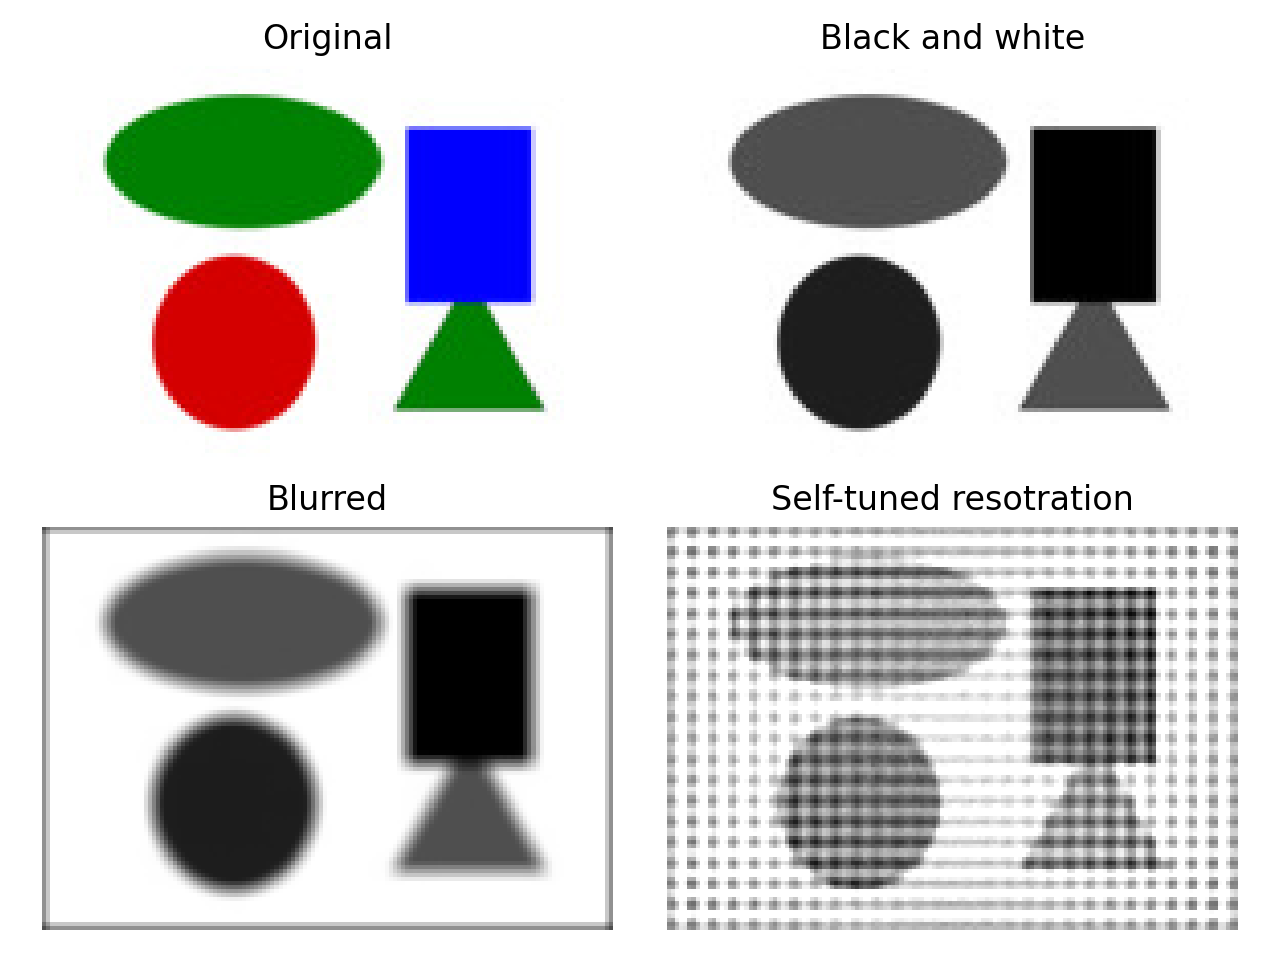 Original
Black and white
Blurred
Self-tuned resotration